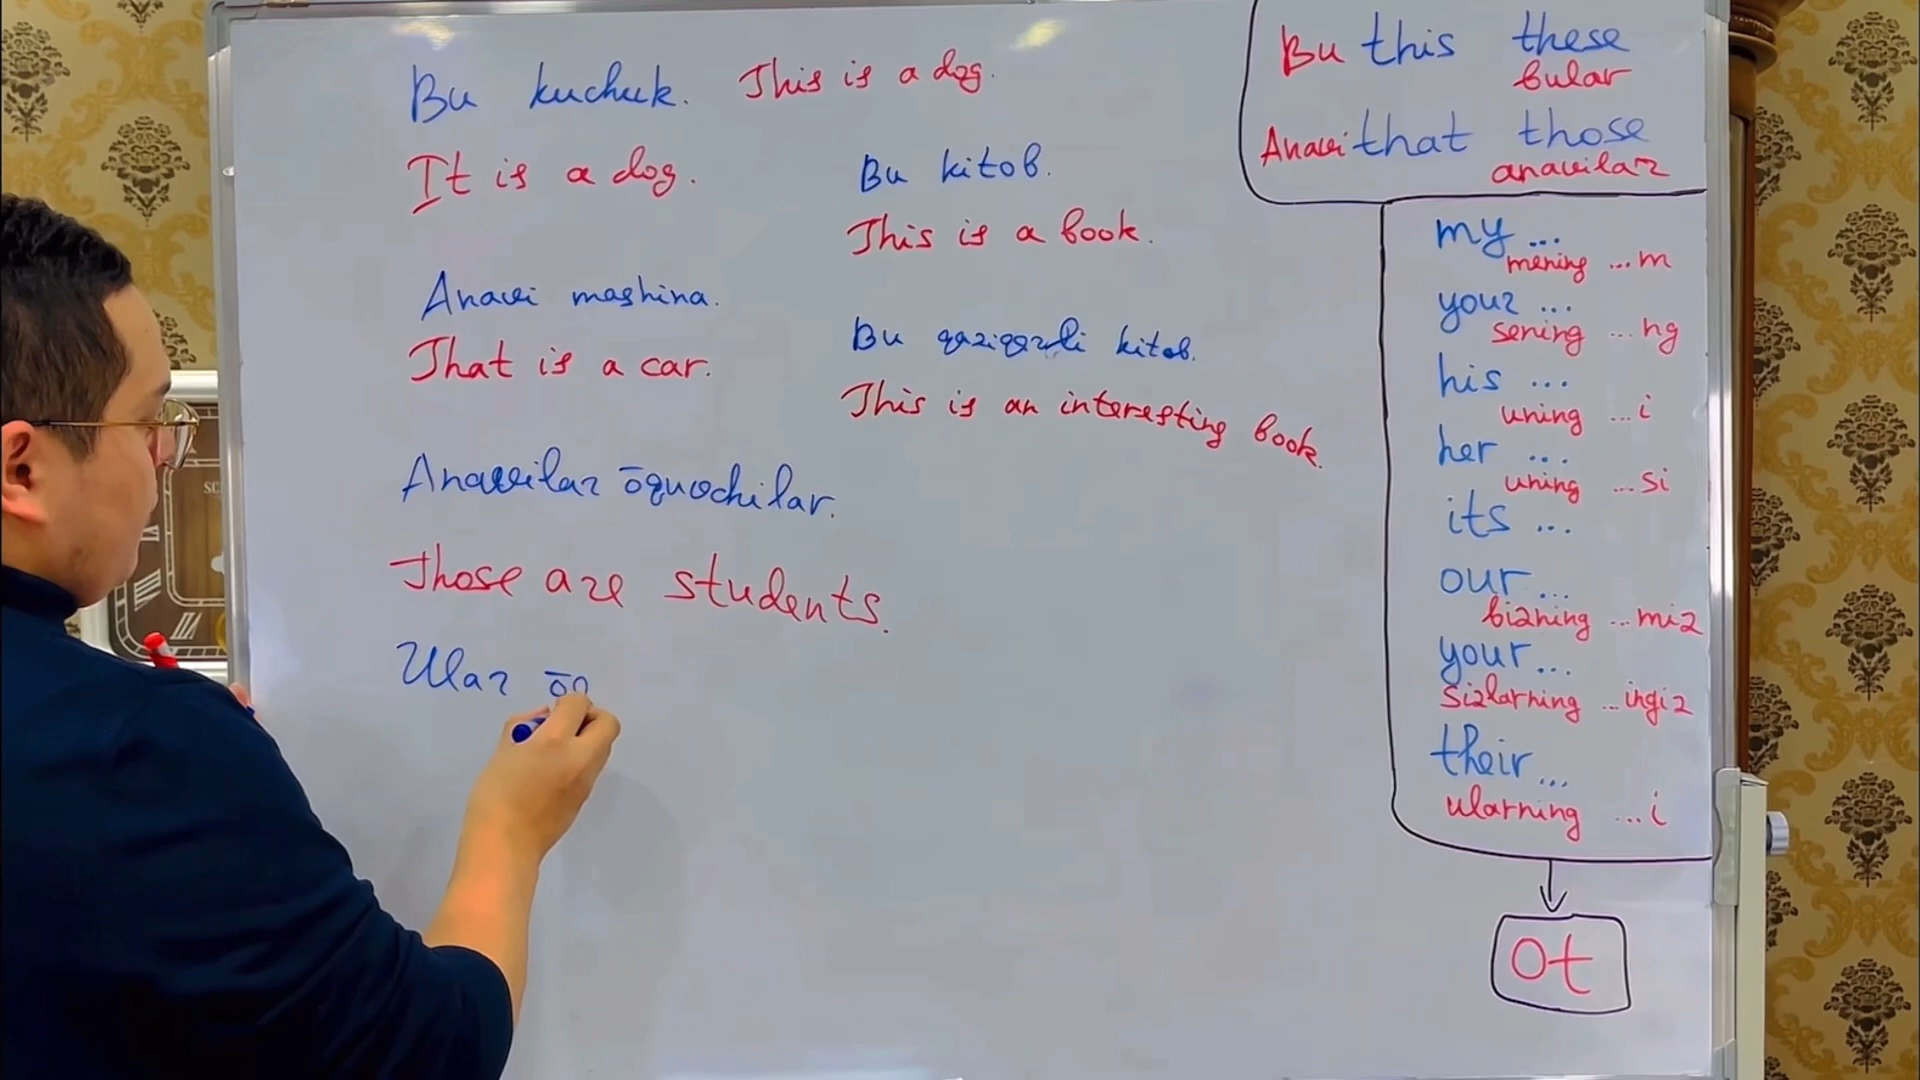 Bu kuchuk. This is a dog.
It is a dog.
Bu kitob.
This is a book.
Anavi mashina.
That is a car.
Bu qiziqarli kitob.
This is an interesting book.
Anavilar ōquvchilar.
Those are students.
Ular ōq
Bu this these
bular
Anavi that those
anavilar
my ...
mening ...m
your ...
sening ...ng
his ...
uning ...i
her ...
uning ...si
its ...
our ...
bizning ...miz
your...
sizlarning ...ingiz
their...
ularning ...i
Ot